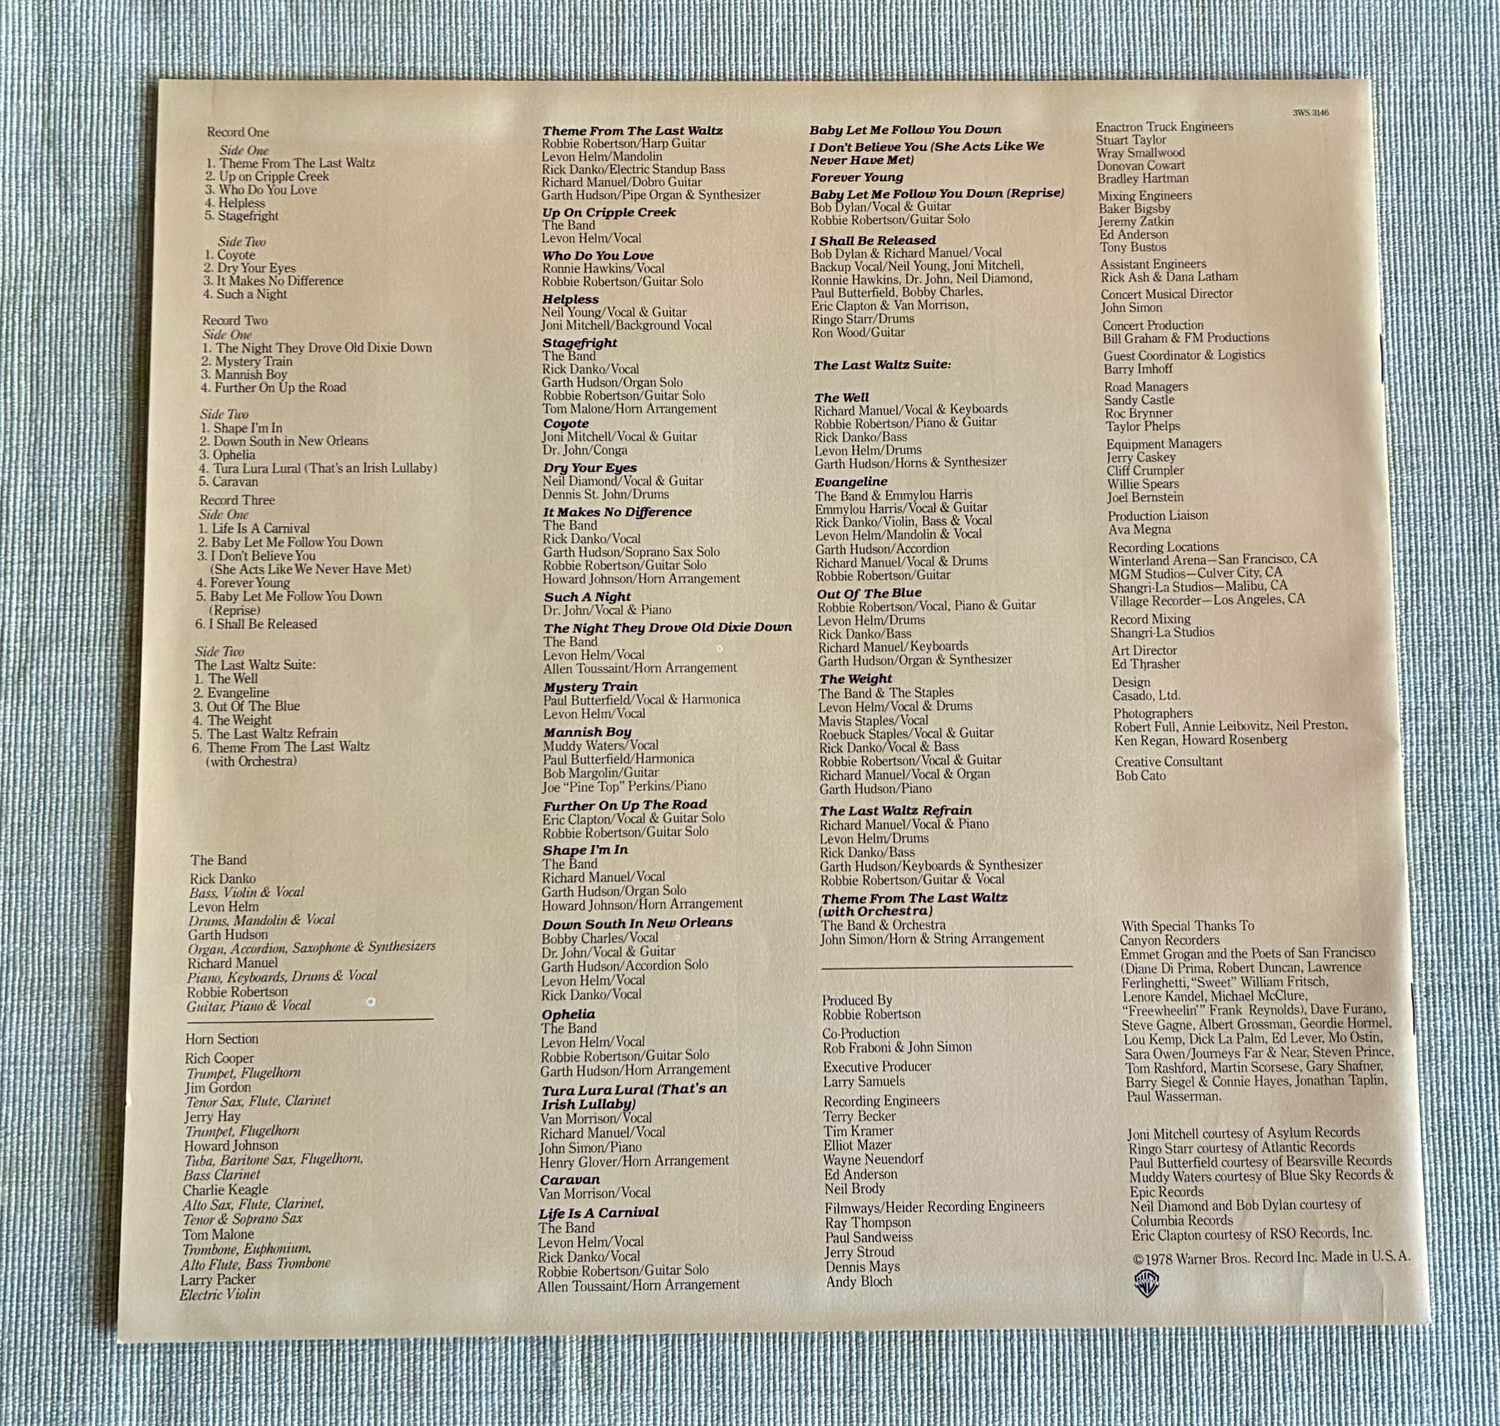 3WS 3146
Record One
Side One
1. Theme From The Last Waltz
2. Up on Cripple Creek
3. Who Do You Love
4. Helpless
5. Stagefright
Side Two
1. Coyote
2. Dry Your Eyes
3. It Makes No Difference
4. Such a Night
Record Two
Side One
1. The Night They Drove Old Dixie Down
2. Mystery Train
3. Mannish Boy
4. Further On Up the Road
Side Two
1. Shape I'm In
2. Down South in New Orleans
3. Ophelia
4. Tura Lura Lural (That's an Irish Lullaby)
5. Caravan
Record Three
Side One
1. Life Is A Carnival
2. Baby Let Me Follow You Down
3. I Don't Believe You
(She Acts Like We Never Have Met)
4. Forever Young
5. Baby Let Me Follow You Down
(Reprise)
6. I Shall Be Released
Side Two
The Last Waltz Suite:
1. The Well
2. Evangeline
3. Out Of The Blue
4. The Weight
5. The Last Waltz Refrain
6. Theme From The Last Waltz
(with Orchestra)
The Band
Rick Danko
Bass, Violin & Vocal
Levon Helm
Drums, Mandolin & Vocal
Garth Hudson
Organ, Accordion, Saxophone & Synthesizers
Richard Manuel
Piano, Keyboards, Drums & Vocal
Robbie Robertson
Guitar, Piano & Vocal
Horn Section
Rich Cooper
Trumpet, Flugelhorn
Jim Gordon
Tenor Sax, Flute, Clarinet
Jerry Hay
Trumpet, Flugelhorn
Howard Johnson
Tuba, Baritone Sax, Flugelhorn,
Bass Clarinet
Charlie Keagle
Alto Sax, Flute, Clarinet,
Tenor & Soprano Sax
Tom Malone
Trombone, Euphonium,
Alto Flute, Bass Trombone
Larry Packer
Electric Violin
Theme From The Last Waltz
Robbie Robertson/Harp Guitar
Levon Helm/Mandolin
Rick Danko/Electric Standup Bass
Richard Manuel/Dobro Guitar
Garth Hudson/Pipe Organ & Synthesizer
Up On Cripple Creek
The Band
Levon Helm/Vocal
Who Do You Love
Ronnie Hawkins/Vocal
Robbie Robertson/Guitar Solo
Helpless
Neil Young/Vocal & Guitar
Joni Mitchell/Background Vocal
Stagefright
The Band
Rick Danko/Vocal
Garth Hudson/Organ Solo
Robbie Robertson/Guitar Solo
Tom Malone/Horn Arrangement
Coyote
Joni Mitchell/Vocal & Guitar
Dr. John/Conga
Dry Your Eyes
Neil Diamond/Vocal & Guitar
Dennis St. John/Drums
It Makes No Difference
The Band
Rick Danko/Vocal
Garth Hudson/Soprano Sax Solo
Robbie Robertson/Guitar Solo
Howard Johnson/Horn Arrangement
Such A Night
Dr. John/Vocal & Piano
The Night They Drove Old Dixie Down
The Band
Levon Helm/Vocal
Allen Toussaint/Horn Arrangement
Mystery Train
Paul Butterfield/Vocal & Harmonica
Levon Helm/Vocal
Mannish Boy
Muddy Waters/Vocal
Paul Butterfield/Harmonica
Bob Margolin/Guitar
Joe "Pine Top" Perkins/Piano
Further On Up The Road
Eric Clapton/Vocal & Guitar Solo
Robbie Robertson/Guitar Solo
Shape I'm In
The Band
Richard Manuel/Vocal
Garth Hudson/Organ Solo
Howard Johnson/Horn Arrangement
Down South In New Orleans
Bobby Charles/Vocal
Dr. John/Vocal & Guitar
Garth Hudson/Accordion Solo
Levon Helm/Vocal
Rick Danko/Vocal
Ophelia
The Band
Levon Helm/Vocal
Robbie Robertson/Guitar Solo
Garth Hudson/Horn Arrangement
Tura Lura Lural (That's an
Irish Lullaby)
Van Morrison/Vocal
Richard Manuel/Vocal
John Simon/Piano
Henry Glover/Horn Arrangement
Caravan
Van Morrison/Vocal
Life Is A Carnival
The Band
Levon Helm/Vocal
Rick Danko/Vocal
Robbie Robertson/Guitar Solo
Allen Toussaint/Horn Arrangement
Baby Let Me Follow You Down
I Don't Believe You (She Acts Like We
Never Have Met)
Forever Young
Baby Let Me Follow You Down (Reprise)
Bob Dylan/Vocal & Guitar
Robbie Robertson/Guitar Solo
I Shall Be Released
Bob Dylan & Richard Manuel/Vocal
Backup Vocal/Neil Young, Joni Mitchell,
Ronnie Hawkins, Dr. John, Neil Diamond,
Paul Butterfield, Bobby Charles,
Eric Clapton & Van Morrison,
Ringo Starr/Drums
Ron Wood/Guitar
The Last Waltz Suite:
The Well
Richard Manuel/Vocal & Keyboards
Robbie Robertson/Piano & Guitar
Rick Danko/Bass
Levon Helm/Drums
Garth Hudson/Horns & Synthesizer
Evangeline
The Band & Emmylou Harris
Emmylou Harris/Vocal & Guitar
Rick Danko/Violin, Bass & Vocal
Levon Helm/Mandolin & Vocal
Garth Hudson/Accordion
Richard Manuel/Vocal & Drums
Robbie Robertson/Guitar
Out Of The Blue
Robbie Robertson/Vocal, Piano & Guitar
Levon Helm/Drums
Rick Danko/Bass
Richard Manuel/Keyboards
Garth Hudson/Organ & Synthesizer
The Weight
The Band & The Staples
Levon Helm/Vocal & Drums
Mavis Staples/Vocal
Roebuck Staples/Vocal & Guitar
Rick Danko/Vocal & Bass
Robbie Robertson/Vocal & Guitar
Richard Manuel/Vocal & Organ
Garth Hudson/Piano
The Last Waltz Refrain
Richard Manuel/Vocal & Piano
Levon Helm/Drums
Rick Danko/Bass
Garth Hudson/Keyboards & Synthesizer
Robbie Robertson/Guitar & Vocal
Theme From The Last Waltz
(with Orchestra)
The Band & Orchestra
John Simon/Horn & String Arrangement
Produced By
Robbie Robertson
Co-Production
Rob Fraboni & John Simon
Executive Producer
Larry Samuels
Recording Engineers
Terry Becker
Tim Kramer
Elliot Mazer
Wayne Neuendorf
Ed Anderson
Neil Brody
Filmways/Heider Recording Engineers
Ray Thompson
Paul Sandweiss
Jerry Stroud
Dennis Mays
Andy Bloch
Enactron Truck Engineers
Stuart Taylor
Wray Smallwood
Donovan Cowart
Bradley Hartman
Mixing Engineers
Baker Bigsby
Jeremy Zatkin
Ed Anderson
Tony Bustos
Assistant Engineers
Rick Ash & Dana Latham
Concert Musical Director
John Simon
Concert Production
Bill Graham & FM Productions
Guest Coordinator & Logistics
Barry Imhoff
Road Managers
Sandy Castle
Roc Brynner
Taylor Phelps
Equipment Managers
Jerry Caskey
Cliff Crumpler
Willie Spears
Joel Bernstein
Production Liaison
Ava Megna
Recording Locations
Winterland Arena—San Francisco, CA
MGM Studios—Culver City, CA
Shangri-La Studios—Malibu, CA
Village Recorder—Los Angeles, CA
Record Mixing
Shangri-La Studios
Art Director
Ed Thrasher
Design
Casado, Ltd.
Photographers
Robert Full, Annie Leibovitz, Neil Preston,
Ken Regan, Howard Rosenberg
Creative Consultant
Bob Cato
With Special Thanks To
Canyon Recorders
Emmet Grogan and the Poets of San Francisco
(Diane Di Prima, Robert Duncan, Lawrence
Ferlinghetti, "Sweet" William Fritsch,
Lenore Kandel, Michael McClure,
"Freewheelin'" Frank Reynolds), Dave Furano,
Steve Gagne, Albert Grossman, Geordie Hormel,
Lou Kemp, Dick La Palm, Ed Lever, Mo Ostin,
Sara Owen/Journeys Far & Near, Steven Prince,
Tom Rashford, Martin Scorsese, Gary Shafner,
Barry Siegel & Connie Hayes, Jonathan Taplin,
Paul Wasserman.
Joni Mitchell courtesy of Asylum Records
Ringo Starr courtesy of Atlantic Records
Paul Butterfield courtesy of Bearsville Records
Muddy Waters courtesy of Blue Sky Records &
Epic Records
Neil Diamond and Bob Dylan courtesy of
Columbia Records
Eric Clapton courtesy of RSO Records, Inc.
©1978 Warner Bros. Record Inc. Made in U.S.A.